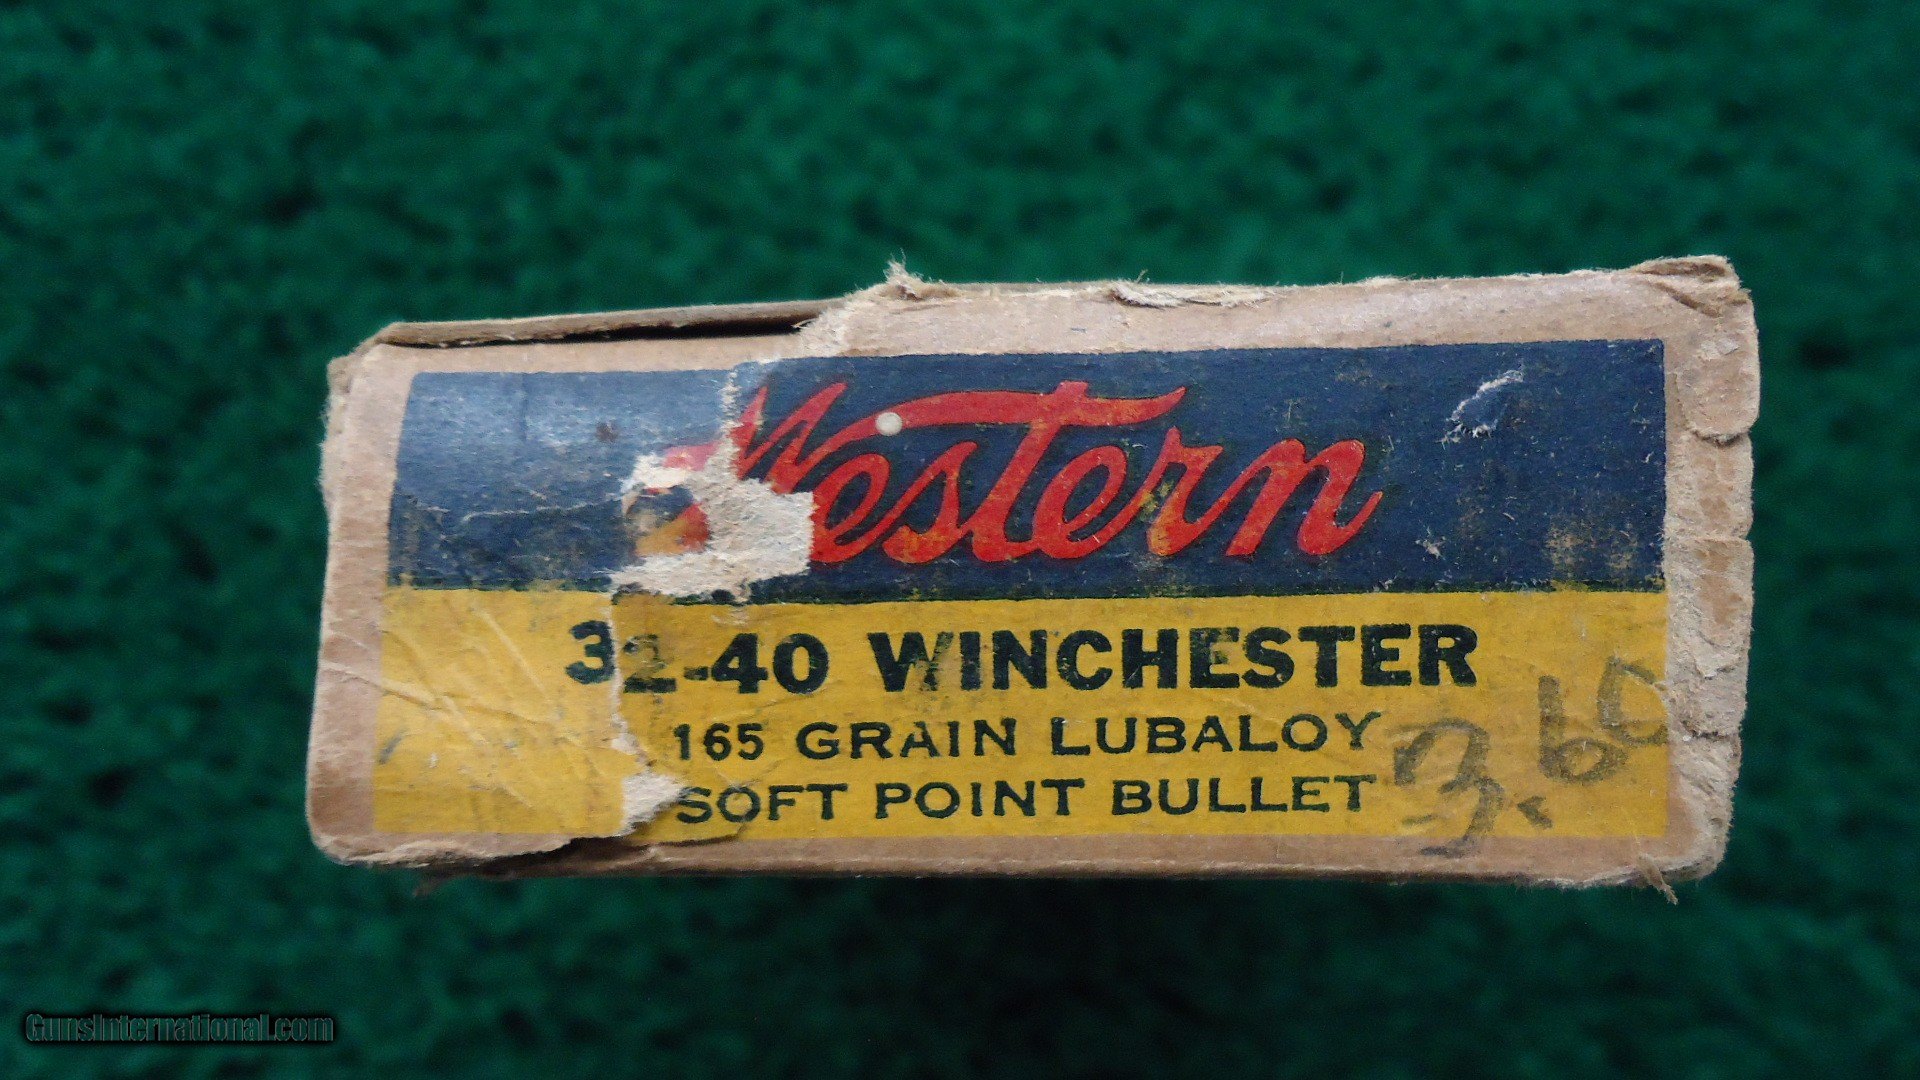 Western
32-40 WINCHESTER
165 GRAIN LUBALOY
SOFT POINT BULLET
3.60
GunsInternational.com